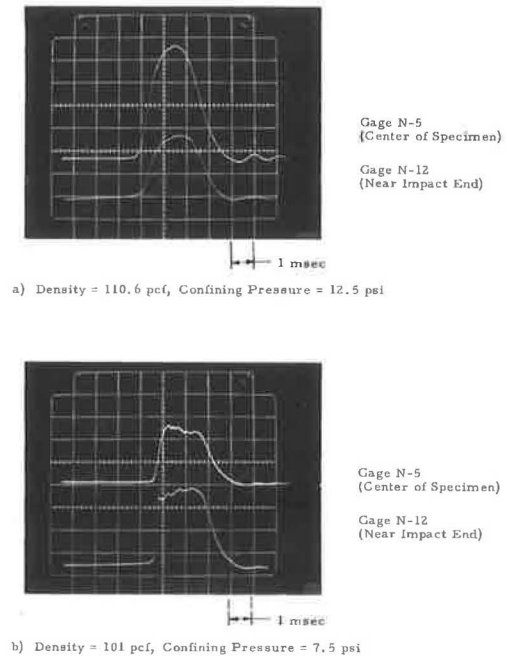 Gage N-5
(Center of Specimen)
Gage N-12
(Near Impact End)
1 msec
a) Density = 110.6 pcf, Confining Pressure = 12.5 psi
Gage N-5
(Center of Specimen)
Gage N-12
(Near Impact End)
1 msec
b) Density = 101 pcf, Confining Pressure = 7.5 psi